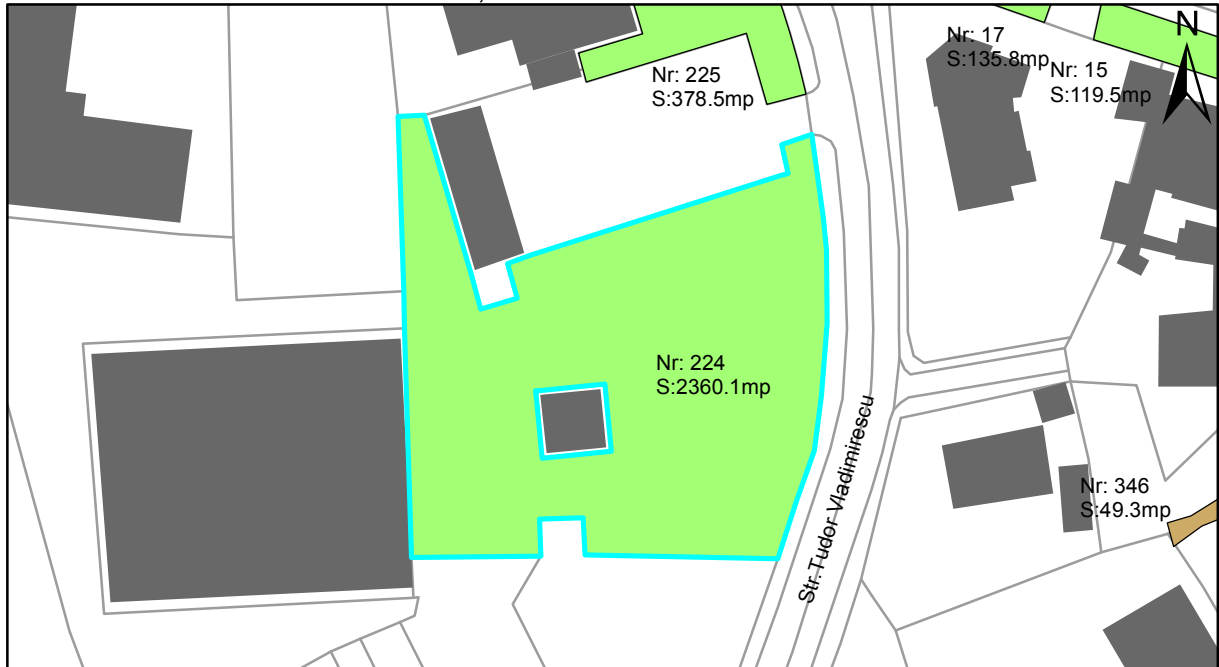 Nr: 17
S:135.8mp
N
Nr: 15
S:119.5mp
Nr: 225
S:378.5mp
Nr: 224
S:2360.1mp
Str.Tudor Vladimirescu
Nr: 346
S:49.3mp